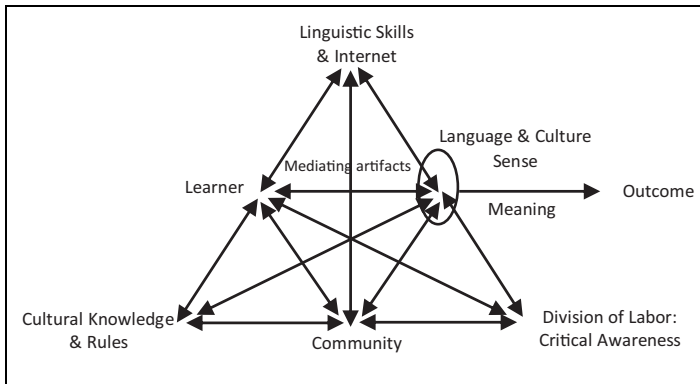 Linguistic Skills
& Internet
Language & Culture
Sense
Mediating artifacts
Learner
Outcome
Meaning
Cultural Knowledge
& Rules
Community
Division of Labor:
Critical Awareness